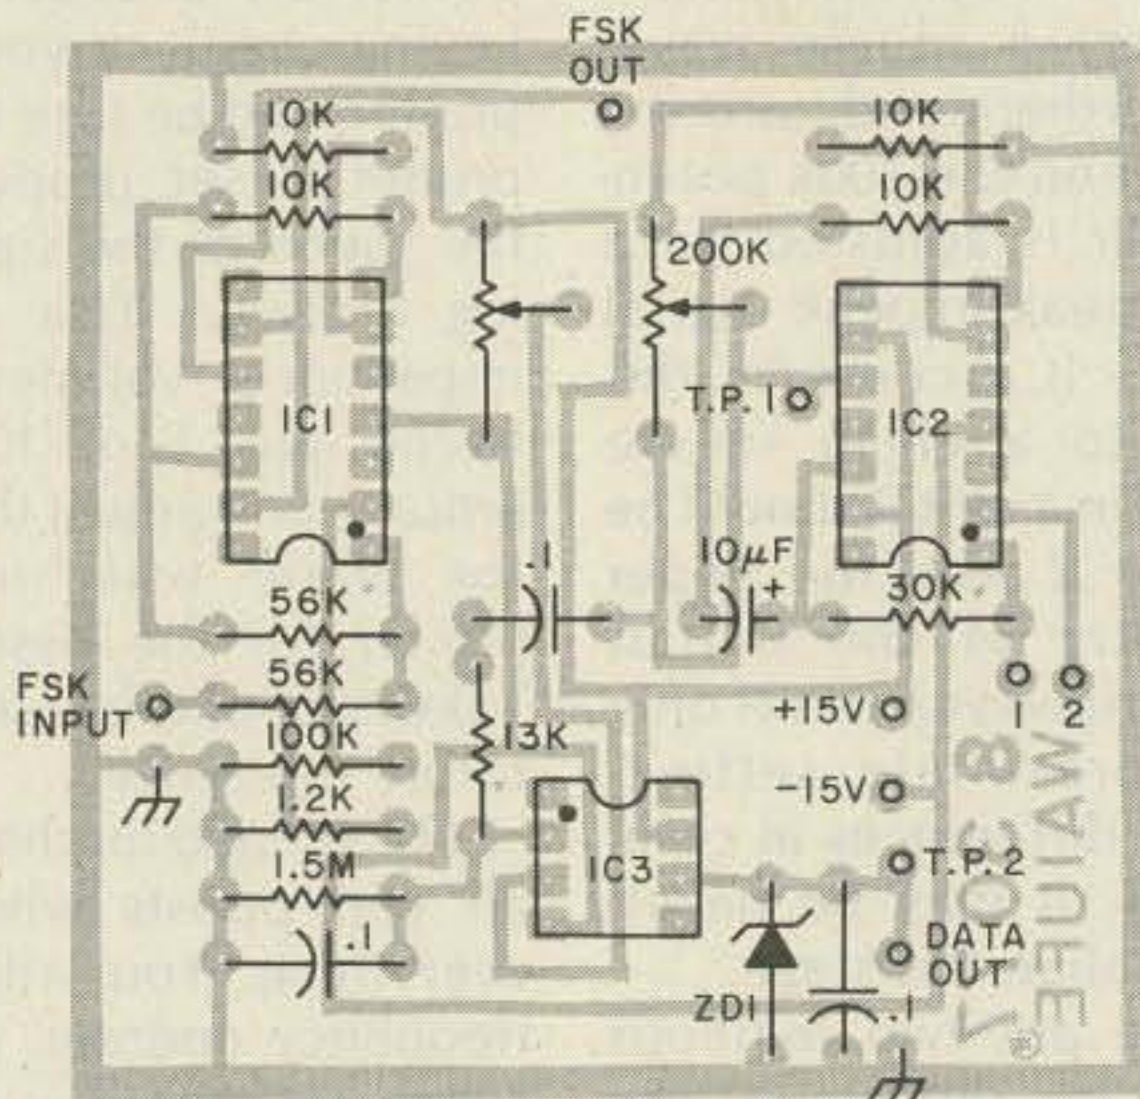 FSK
OUT
10K
10K
10K
10K
200K
T.P. 1
IC1
IC2
.1
10µF
+
56K
30K
FSK
INPUT
56K
100K
13K
+15V
1
2
1.2K
-15V
1.5M
IC3
T.P. 2
.1
DATA
OUT
ZD1
.1